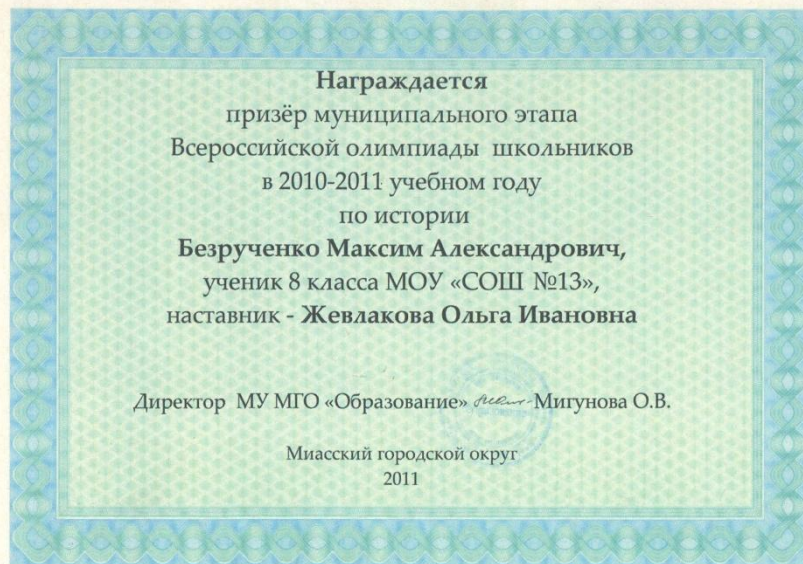 Награждается
призёр муниципального этапа
Всероссийской олимпиады школьников
в 2010-2011 учебном году
по истории
Безрученко Максим Александрович,
ученик 8 класса МОУ «СОШ №13»,
наставник - Жевлакова Ольга Ивановна
Директор МУ МГО «Образование» Мигунова О.В.
Миасский городской округ
2011